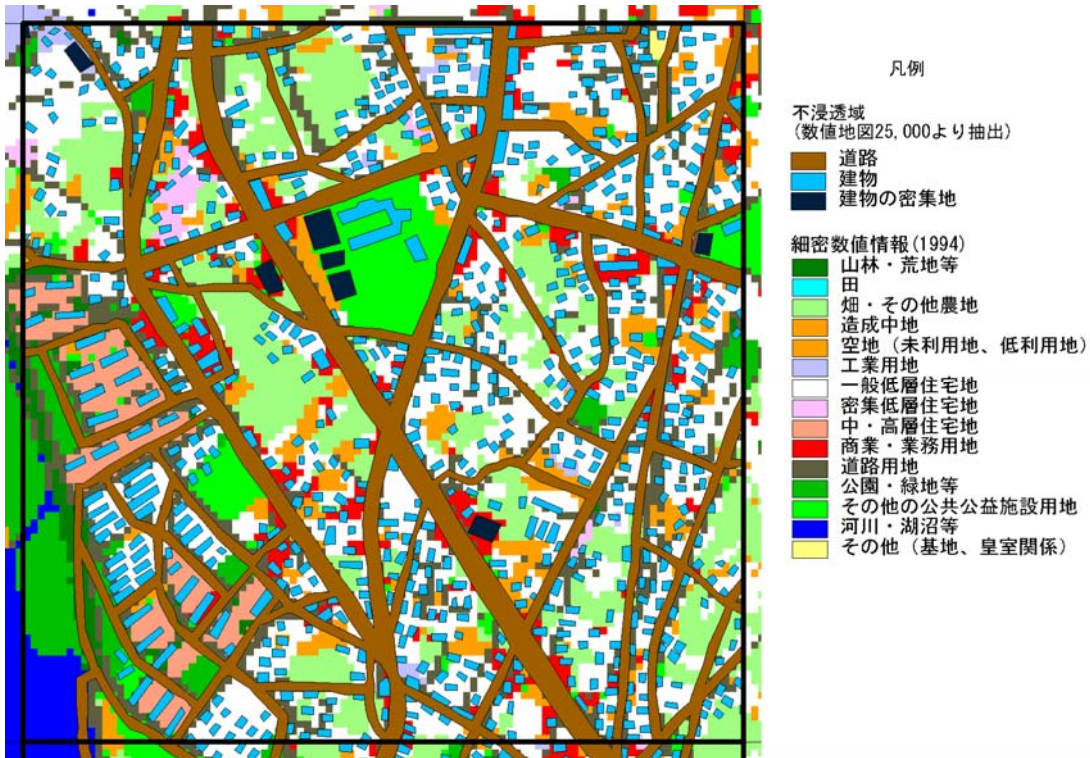 凡例
不浸透域
(数値地図25,000より抽出)
道路
建物
建物の密集地
細密数値情報(1994)
山林・荒地等
田
畑・その他農地
造成中地
空地（未利用地、低利用地）
工業用地
一般低層住宅地
密集低層住宅地
中・高層住宅地
商業・業務用地
道路用地
公園・緑地等
その他の公共公益施設用地
河川・湖沼等
その他（基地、皇室関係）